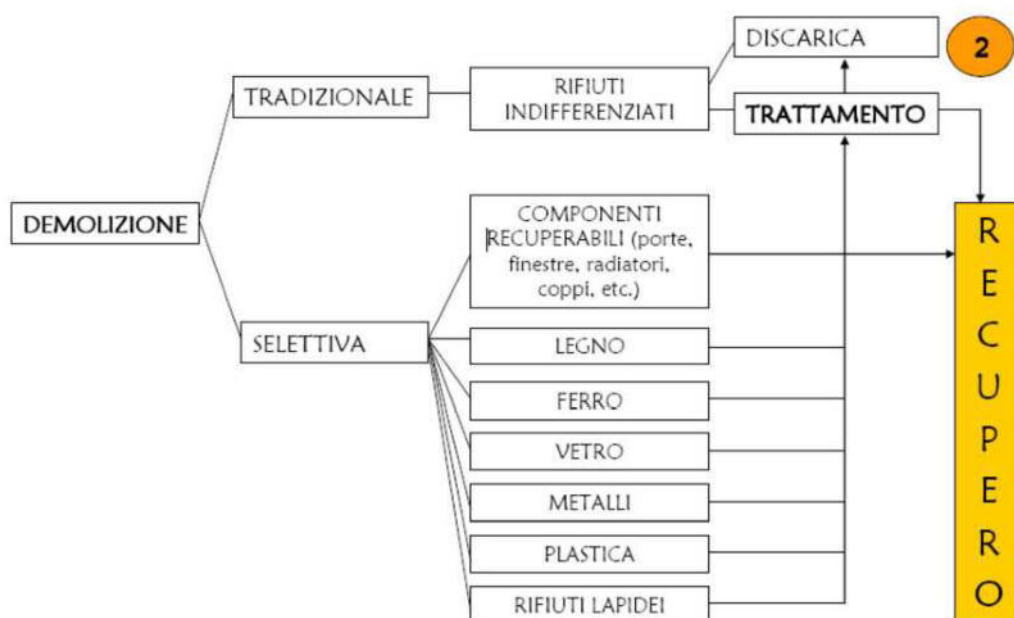 DISCARICA
2
TRADIZIONALE
RIFIUTI
INDIFFERENZIATI
TRATTAMENTO
DEMOLIZIONE
COMPONENTI
RECUPERABILI (porte,
finestre, radiatori,
coppi, etc.)
SELETTIVA
LEGNO
FERRO
VETRO
METALLI
PLASTICA
RIFIUTI LAPIDEI
R
E
C
U
P
E
R
O